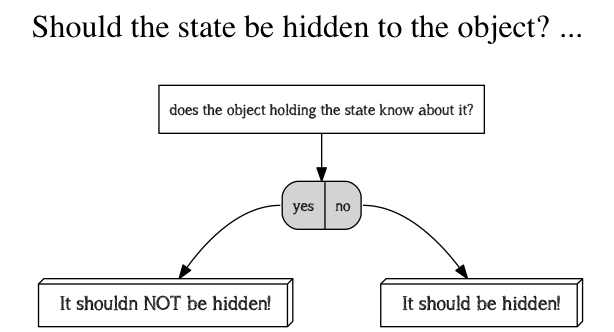 Should the state be hidden to the object? ...
does the object holding the state know about it?
yes no
It shouldn NOT be hidden!
It should be hidden!